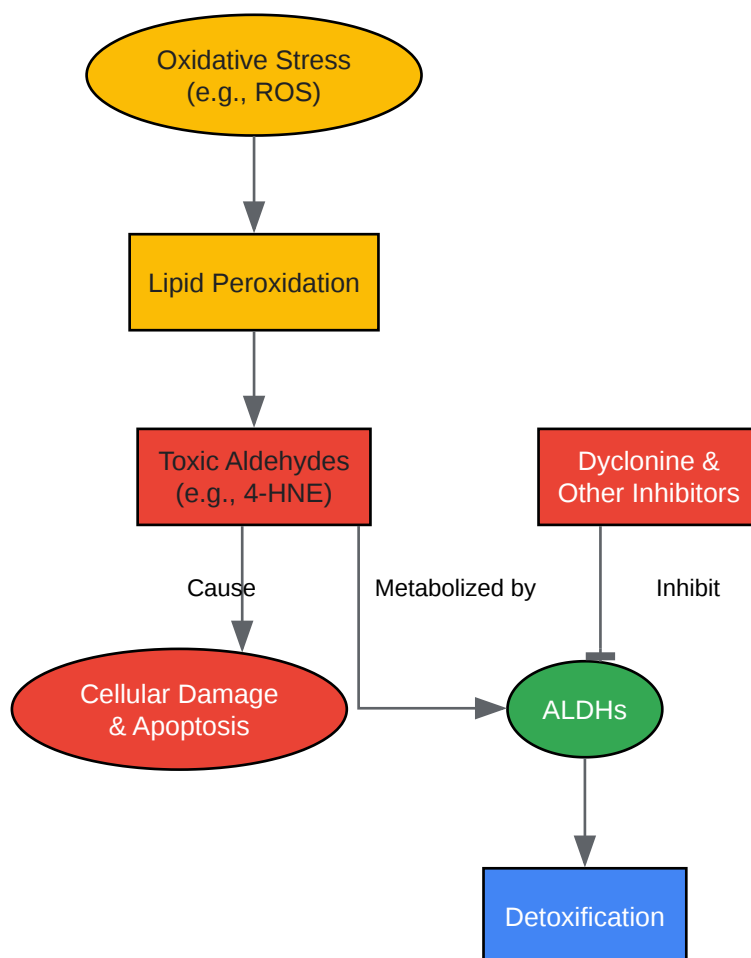 Oxidative Stress
(e.g., ROS)
Lipid Peroxidation
Toxic Aldehydes
(e.g., 4-HNE)
Dyclonine &
Other Inhibitors
Cause
Metabolized by
Inhibit
Cellular Damage
& Apoptosis
ALDHs
Detoxification